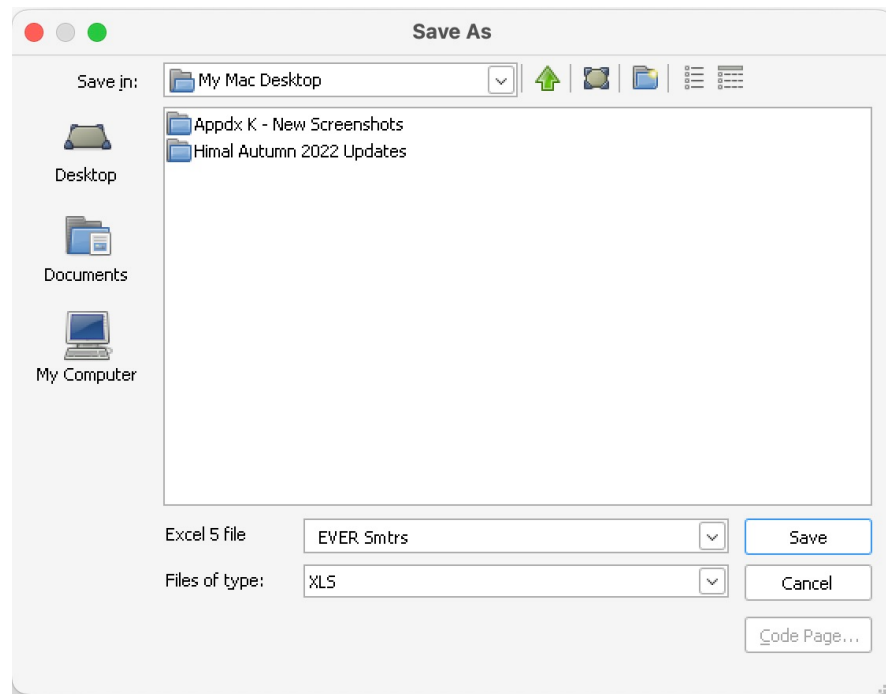 Save As
Save in: My Mac Desktop
Appdx K - New Screenshots
Himal Autumn 2022 Updates
Desktop
Documents
My Computer
Excel 5 file EVER Smtrs Save
Files of type: XLS Cancel
Code Page...